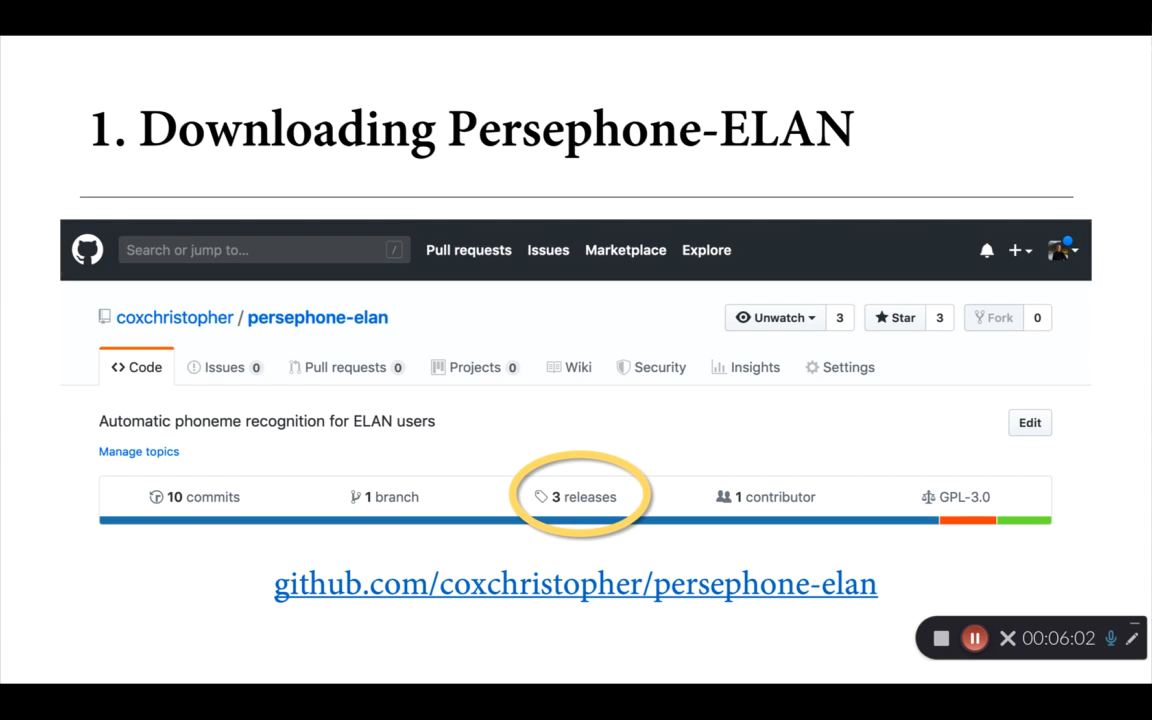 1. Downloading Persephone-ELAN
Search or jump to... / Pull requests Issues Marketplace Explore
coxchristopher / persephone-elan Unwatch 3 Star 3 Fork 0
Code Issues 0 Pull requests 0 Projects 0 Wiki Security Insights Settings
Automatic phoneme recognition for ELAN users Edit
Manage topics
10 commits 1 branch 3 releases 1 contributor GPL-3.0
github.com/coxchristopher/persephone-elan
00:06:02